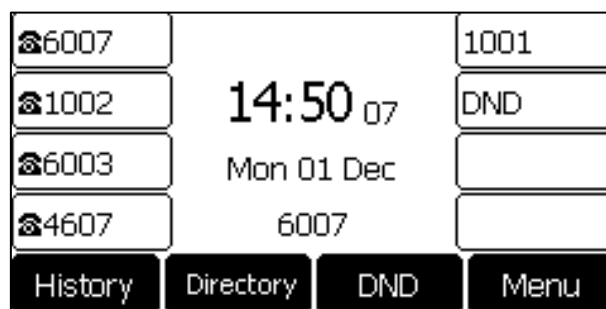 ☎6007
1001
☎1002
14:50 07
DND
☎6003
Mon 01 Dec
☎4607
6007
History
Directory
DND
Menu